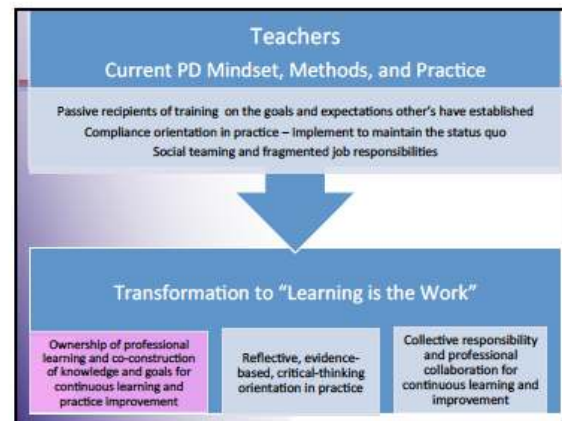 Teachers
Current PD Mindset, Methods, and Practice
Passive recipients of training on the goals and expectations other's have established
Compliance orientation in practice – implement to maintain the status quo
Social teaming and fragmented job responsibilities
Transformation to "Learning is the Work"
Ownership of professional
learning and co-construction
of knowledge and goals for
continuous learning and
practice improvement
Reflective, evidence-
based, critical-thinking
orientation in practice
Collective responsibility
and professional
collaboration for
continuous learning and
improvement